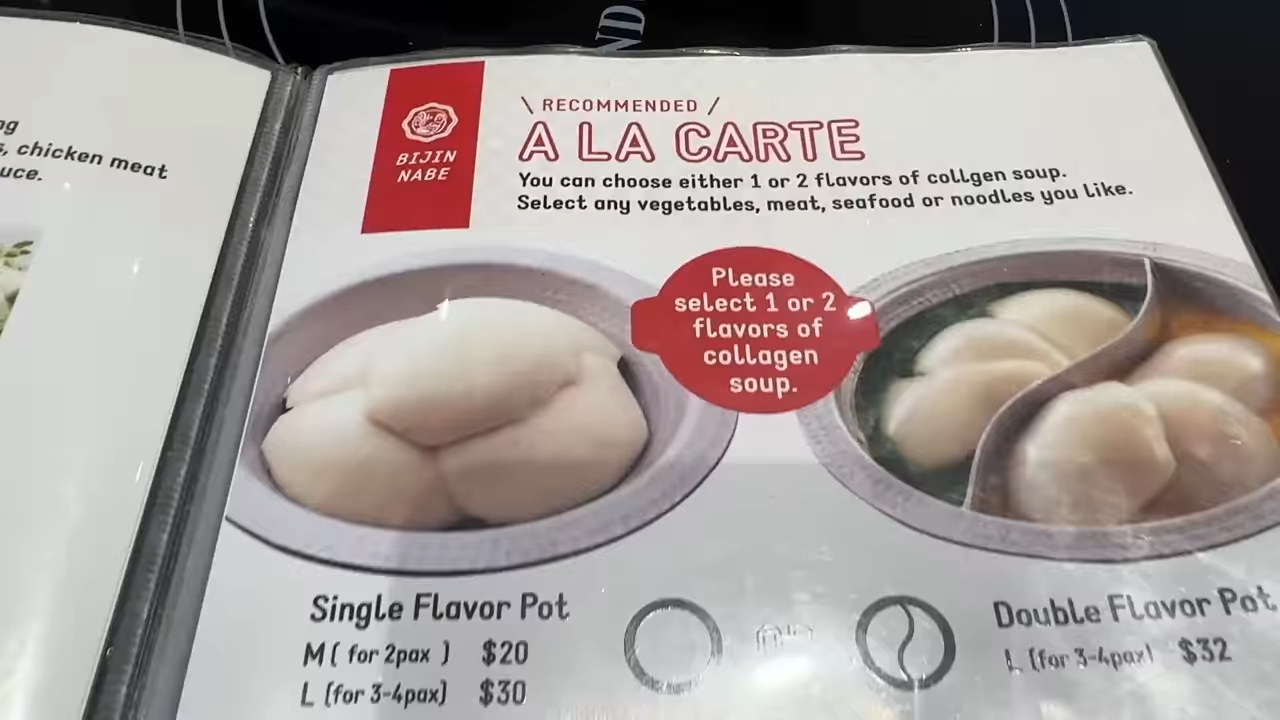 ND
s, chicken meat
uce.
BIJIN
NABE
\ RECOMMENDED /
A LA CARTE
You can choose either 1 or 2 flavors of collgen soup.
Select any vegetables, meat, seafood or noodles you like.
Please
select 1 or 2
flavors of
collagen
soup.
Single Flavor Pot
M ( for 2pax ) $20
L (for 3-4pax) $30
Double Flavor Pot
L (for 3-4pax) $32